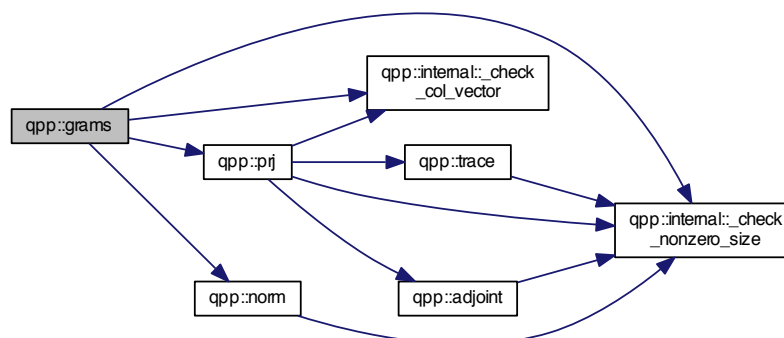 qpp::internal::_check
_col_vector
qpp::grams
qpp::prj
qpp::trace
qpp::internal::_check
_nonzero_size
qpp::norm
qpp::adjoint